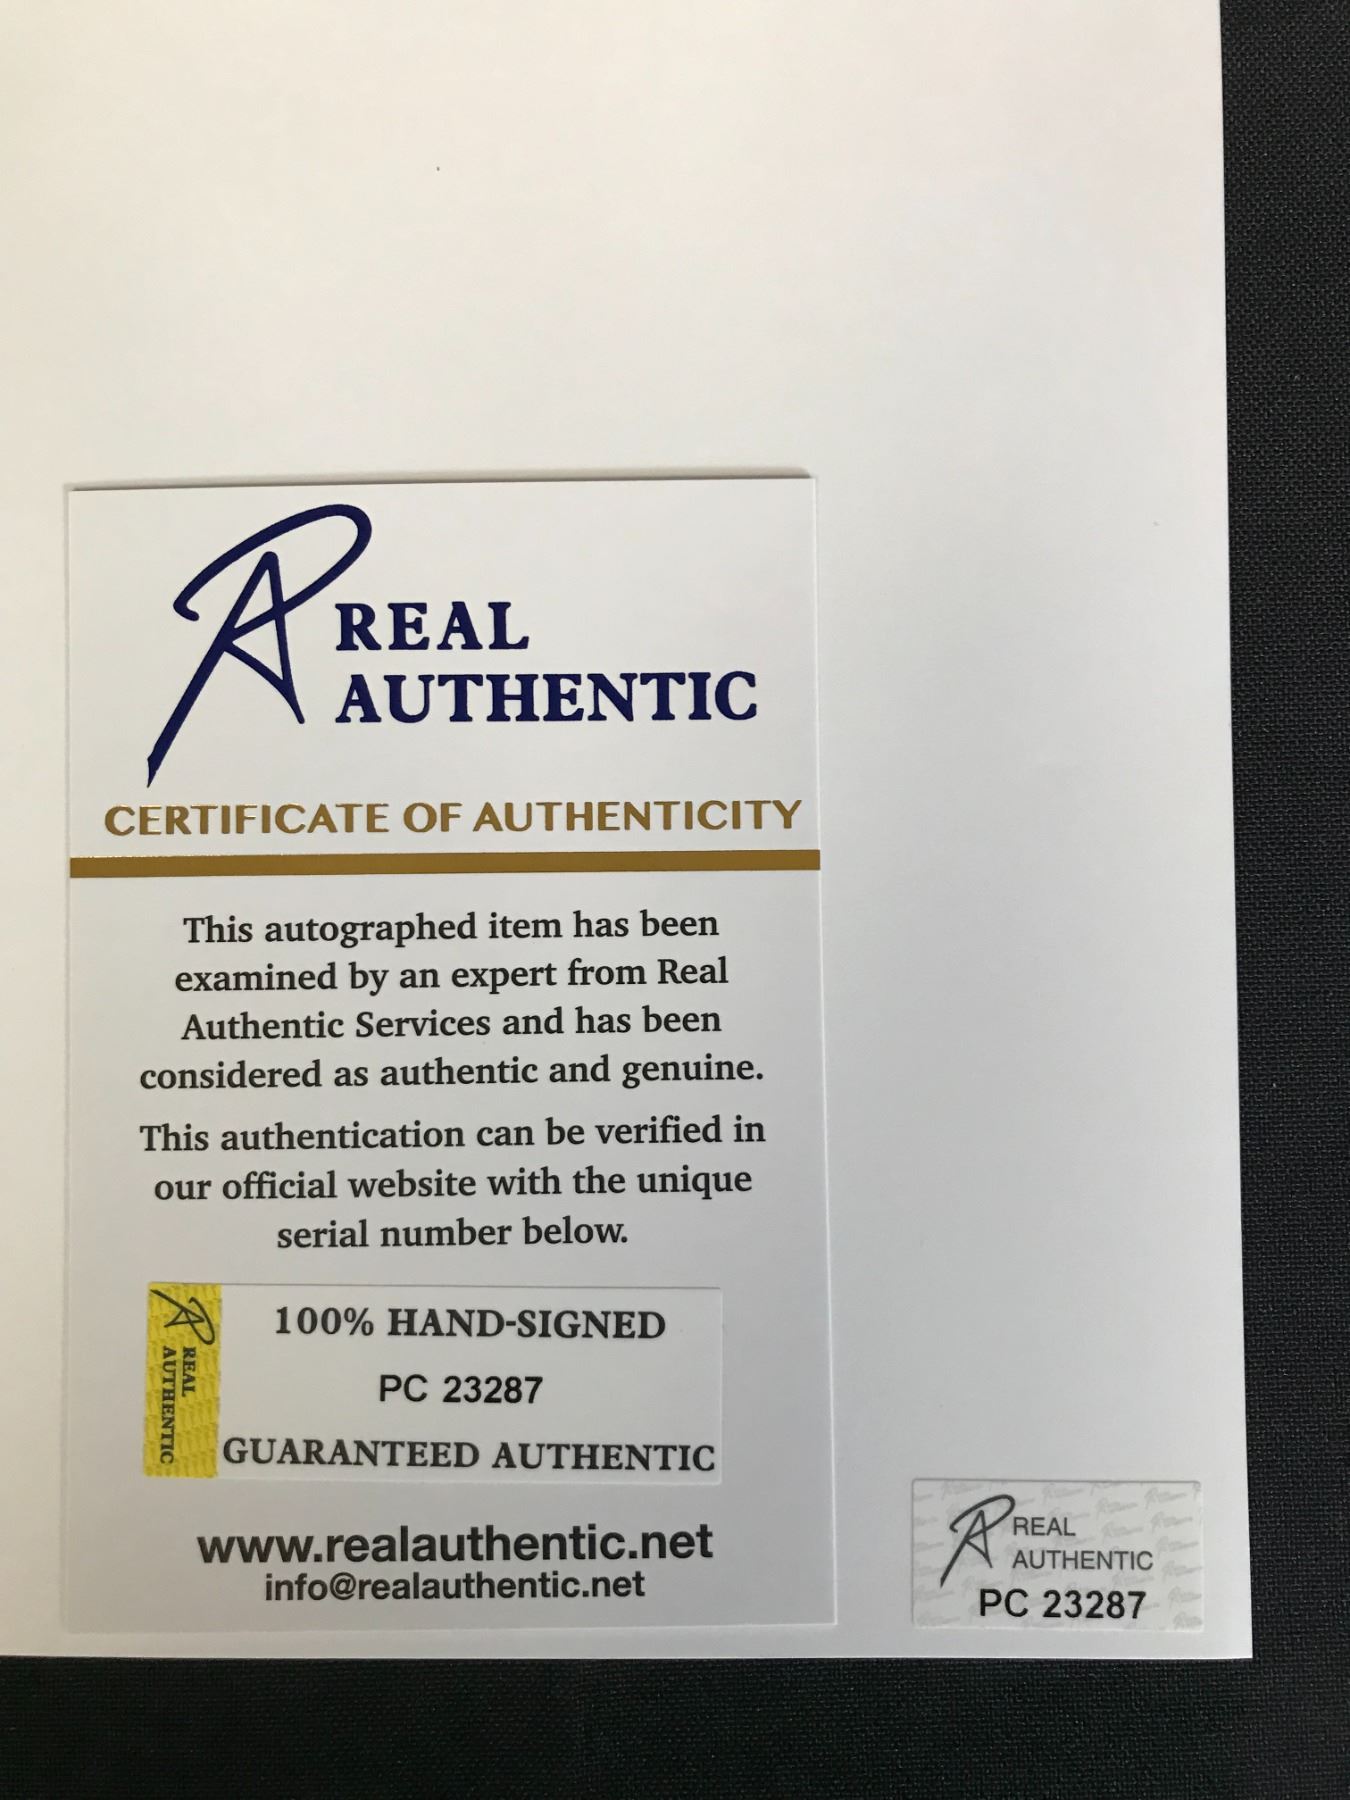 REAL
AUTHENTIC
CERTIFICATE OF AUTHENTICITY
This autographed item has been
examined by an expert from Real
Authentic Services and has been
considered as authentic and genuine.
This authentication can be verified in
our official website with the unique
serial number below.
REAL
AUTHENTIC
100% HAND-SIGNED
PC 23287
GUARANTEED AUTHENTIC
www.realauthentic.net
info@realauthentic.net
REAL
AUTHENTIC
PC 23287